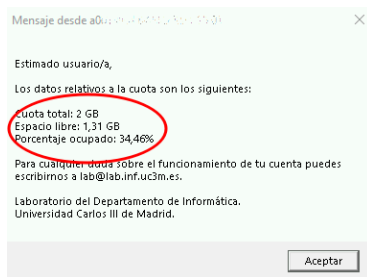 Mensaje desde
Estimado usuario/a,
Los datos relativos a la cuota son los siguientes:
Cuota total: 2 GB
Espacio libre: 1,31 GB
Porcentaje ocupado: 34,46%
Para cualquier duda sobre el funcionamiento de tu cuenta puedes
escribirnos a lab@lab.inf.uc3m.es.
Laboratorio del Departamento de Informática.
Universidad Carlos III de Madrid.
Aceptar